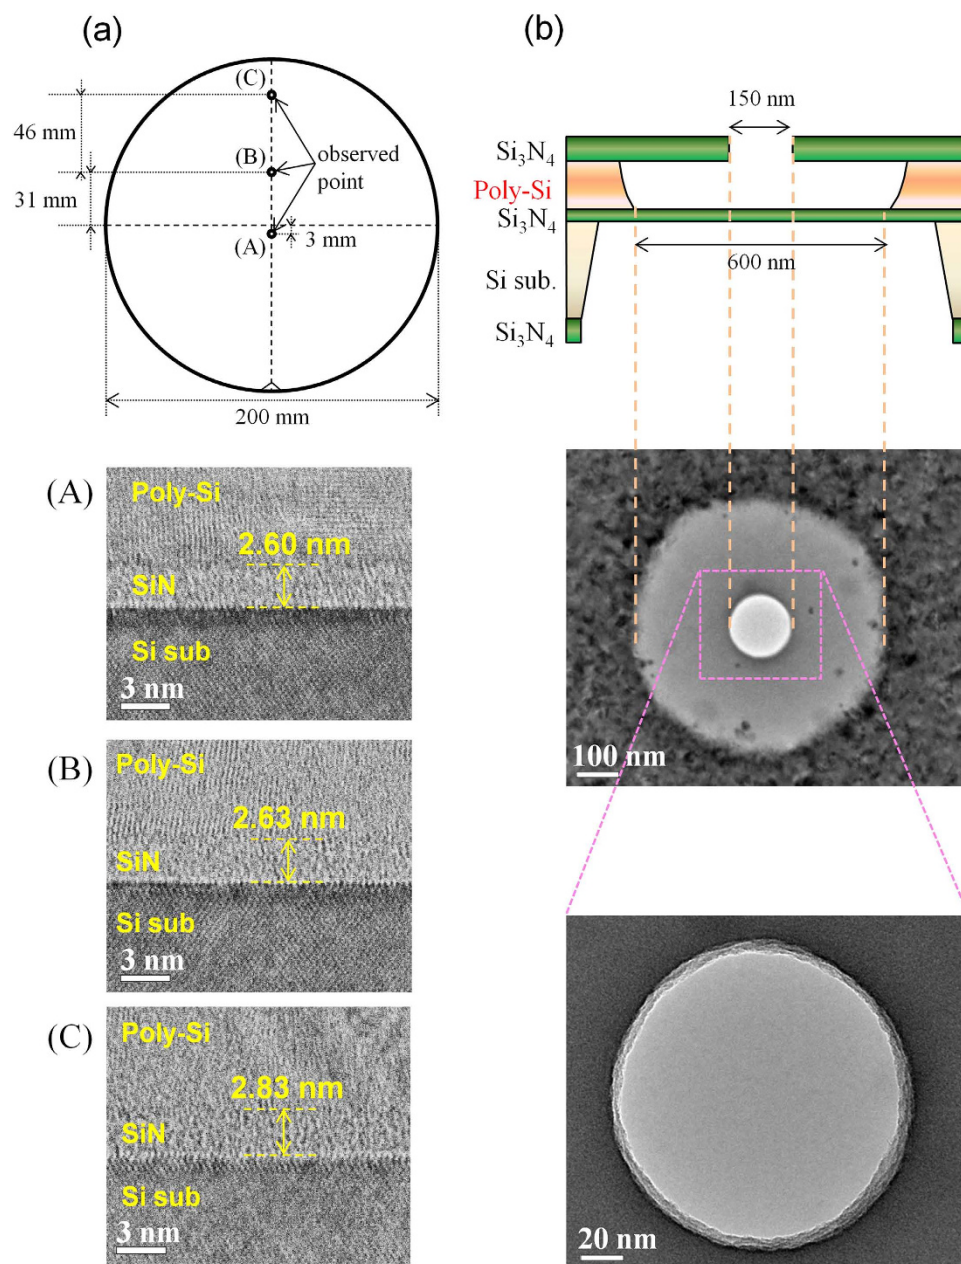 (a)
(C)
46 mm
(B)
observed
point
31 mm
(A)
3 mm
200 mm
(A)
Poly-Si
2.60 nm
SiN
Si sub
3 nm
(B)
Poly-Si
2.63 nm
SiN
Si sub
3 nm
(C)
Poly-Si
2.83 nm
SiN
Si sub
3 nm
(b)
150 nm
Si₃N₄
Poly-Si
Si₃N₄
600 nm
Si sub.
Si₃N₄
100 nm
20 nm